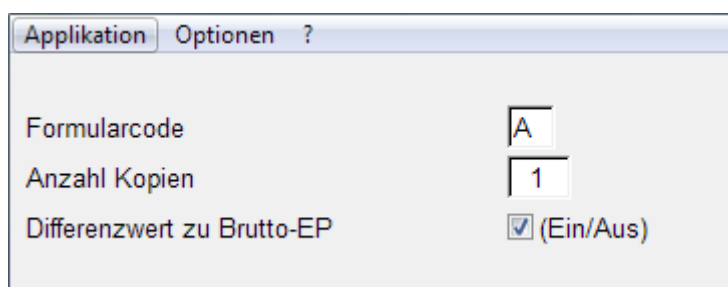 Applikation Optionen ?
Formularcode A
Anzahl Kopien 1
Differenzwert zu Brutto-EP (Ein/Aus)